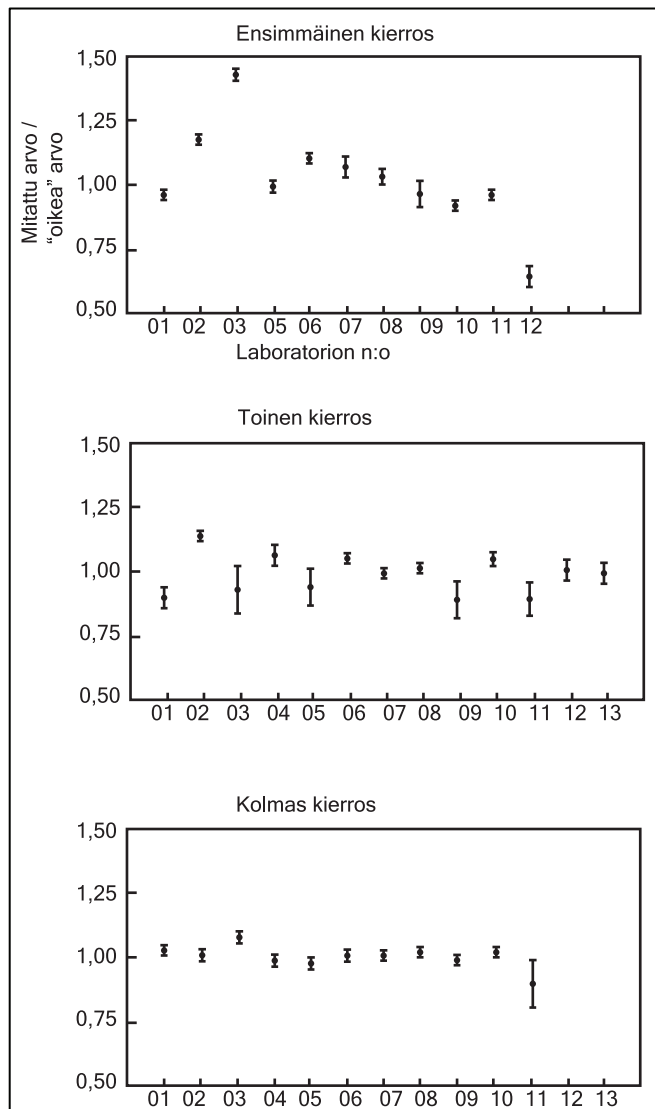 Ensimmäinen kierros
Mitattu arvo /
“oikea” arvo
1,50
1,25
1,00
0,75
0,50
01 02 03 05 06 07 08 09 10 11 12
Laboratorion n:o
Toinen kierros
1,50
1,25
1,00
0,75
0,50
01 02 03 04 05 06 07 08 09 10 11 12 13
Kolmas kierros
1,50
1,25
1,00
0,75
0,50
01 02 03 04 05 06 07 08 09 10 11 12 13